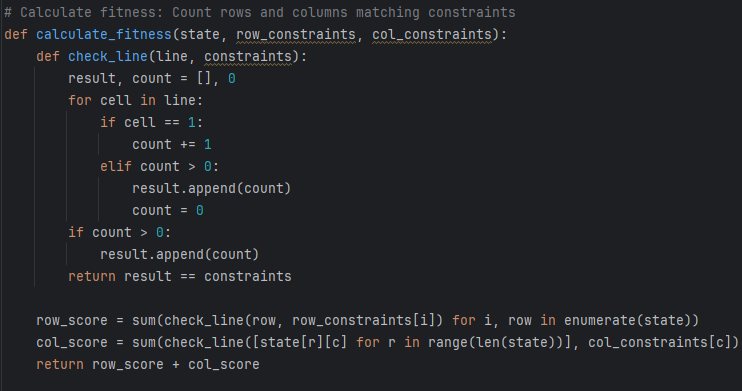 # Calculate fitness: Count rows and columns matching constraints
def calculate_fitness(state, row_constraints, col_constraints):
    def check_line(line, constraints):
        result, count = [], 0
        for cell in line:
            if cell == 1:
                count += 1
            elif count > 0:
                result.append(count)
                count = 0
        if count > 0:
            result.append(count)
        return result == constraints

    row_score = sum(check_line(row, row_constraints[i]) for i, row in enumerate(state))
    col_score = sum(check_line([state[r][c] for r in range(len(state))], col_constraints[c])
    return row_score + col_score